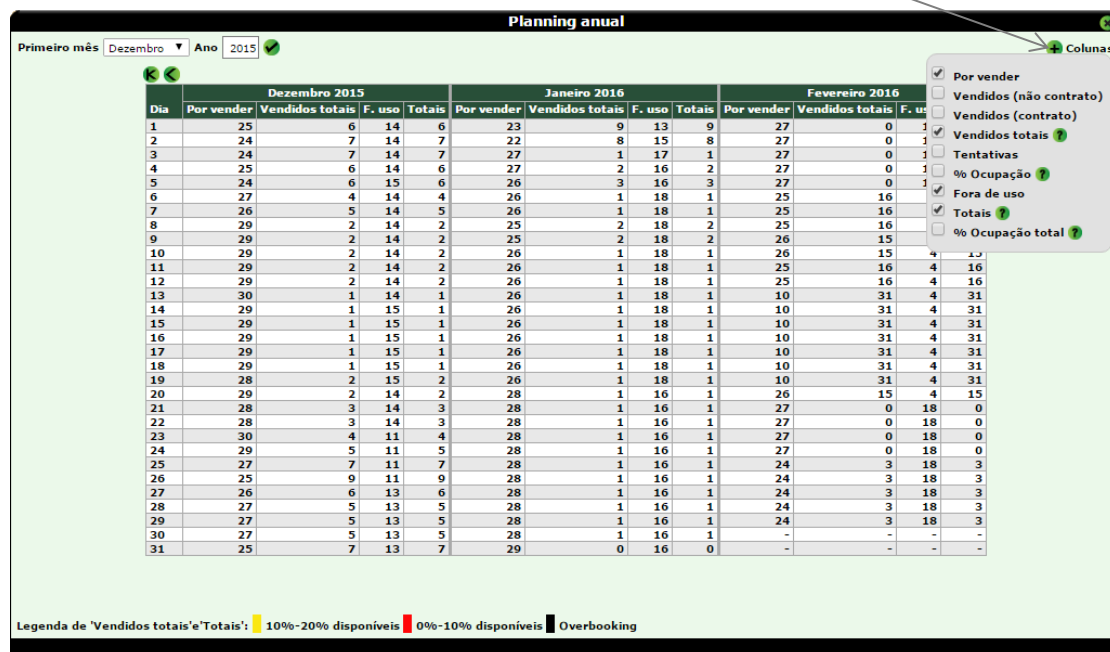 Planning anual
Primeiro mês Dezembro Ano 2015 Colunas
Dezembro 2015 Janeiro 2016 Fevereiro 2016
Dia Por vender Vendidos totais F. uso Totais Por vender Vendidos totais F. uso Totais Por vender Vendidos totais
1 25 6 14 6 23 9 13 9 27 0
2 24 7 14 7 22 8 15 8 27 0
3 24 7 14 7 27 1 17 1 27 0
4 25 6 14 6 27 2 16 2 27 0
5 24 6 15 6 26 3 16 3 27 0
6 27 4 14 4 26 1 18 1 25 16
7 26 5 14 5 26 1 18 1 25 16
8 29 2 14 2 25 2 18 2 25 16
9 29 2 14 2 25 2 18 2 26 15
10 29 2 14 2 26 1 18 1 26 15 4 15
11 29 2 14 2 26 1 18 1 25 16 4 16
12 29 2 14 2 26 1 18 1 25 16 4 16
13 30 1 14 1 26 1 18 1 10 31 4 31
14 29 1 15 1 26 1 18 1 10 31 4 31
15 29 1 15 1 26 1 18 1 10 31 4 31
16 29 1 15 1 26 1 18 1 10 31 4 31
17 29 1 15 1 26 1 18 1 10 31 4 31
18 29 1 15 1 26 1 18 1 10 31 4 31
19 28 2 15 2 26 1 18 1 10 31 4 31
20 29 2 14 2 28 1 16 1 26 15 4 15
21 28 3 14 3 28 1 16 1 27 0 18 0
22 28 3 14 3 28 1 16 1 27 0 18 0
23 30 4 11 4 28 1 16 1 27 0 18 0
24 29 5 11 5 28 1 16 1 27 0 18 0
25 27 7 11 7 28 1 16 1 24 3 18 3
26 25 9 11 9 28 1 16 1 24 3 18 3
27 26 6 13 6 28 1 16 1 24 3 18 3
28 27 5 13 5 28 1 16 1 24 3 18 3
29 27 5 13 5 28 1 16 1 24 3 18 3
30 27 5 13 5 28 1 16 1 - - - -
31 25 7 13 7 29 0 16 0 - - - -
Por vender
Vendidos (não contrato)
Vendidos (contrato)
Vendidos totais ?
Tentativas
% Ocupação ?
Fora de uso
Totais ?
% Ocupação total ?
Legenda de 'Vendidos totais'e'Totais': 10%-20% disponíveis 0%-10% disponíveis Overbooking